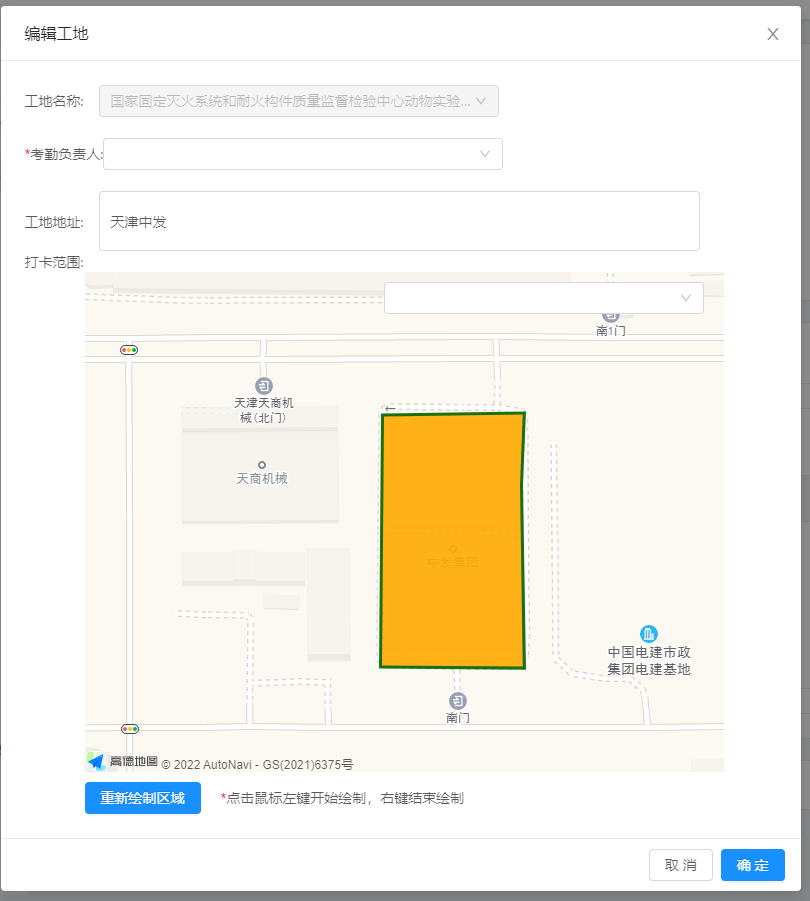 编辑工地
工地名称:
国家固定灭火系统和耐火构件质量监督检验中心动物实验...
*考勤负责人:
工地地址:
天津中发
打卡范围:
南1门
天津天商机
械(北门)
天商机械
中发集团
中国电建市政
集团电建基地
南门
高德地图 © 2022 AutoNavi - GS(2021)6375号
重新绘制区域
*点击鼠标左键开始绘制，右键结束绘制
取 消
确 定